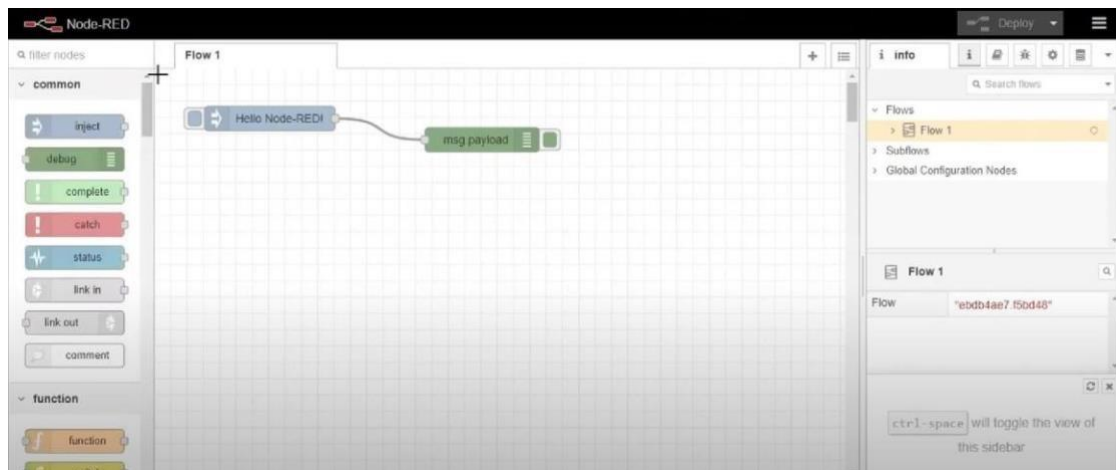 Node-RED
Deploy
filter nodes
Flow 1
i info
i
Search flows
common
inject
debug
complete
catch
status
link in
link out
comment
function
function
Hello Node-RED!
msg.payload
Flows
Flow 1
Subflows
Global Configuration Nodes
Flow 1
Flow "ebdb4ae7.f5bd48"
ctrl-space will toggle the view of
this sidebar